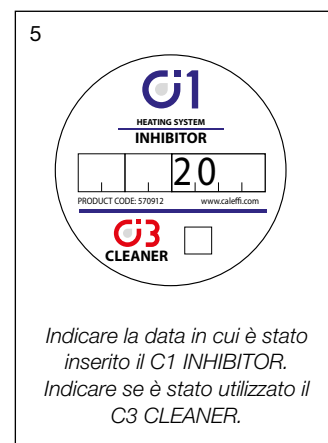 5
C1
HEATING SYSTEM
INHIBITOR
20
PRODUCT CODE: 570912 www.caleffi.com
C3
CLEANER
Indicare la data in cui è stato
inserito il C1 INHIBITOR.
Indicare se è stato utilizzato il
C3 CLEANER.